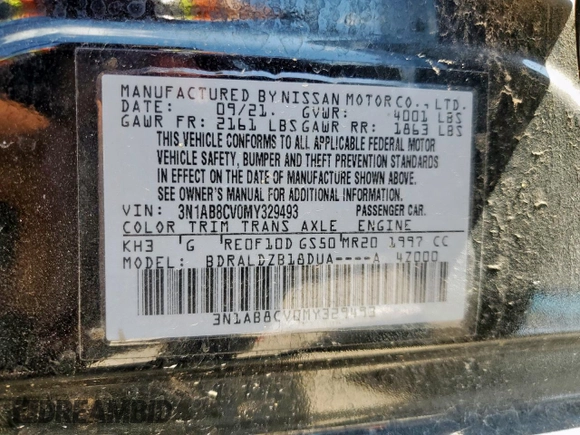 MANUFACTURED BY NISSAN MOTOR CO., LTD.
DATE: 09/21. GVWR: 4001 LBS
GAWR FR: 2161 LBS GAWR RR: 1863 LBS
THIS VEHICLE CONFORMS TO ALL APPLICABLE FEDERAL MOTOR
VEHICLE SAFETY, BUMPER AND THEFT PREVENTION STANDARDS
IN EFFECT ON THE DATE OF MANUFACTURE SHOWN ABOVE.
SEE OWNER'S MANUAL FOR ADDITIONAL INFORMATION.
VIN: 3N1AB8CV0MY329493 PASSENGER CAR.
COLOR TRIM TRANS AXLE ENGINE
KH3 G RE0F10D GS50 MR20 1997 CC
MODEL: BDRALDZB18DUA----A 4Z000
3N1AB8CV0MY329493
DREAMBID